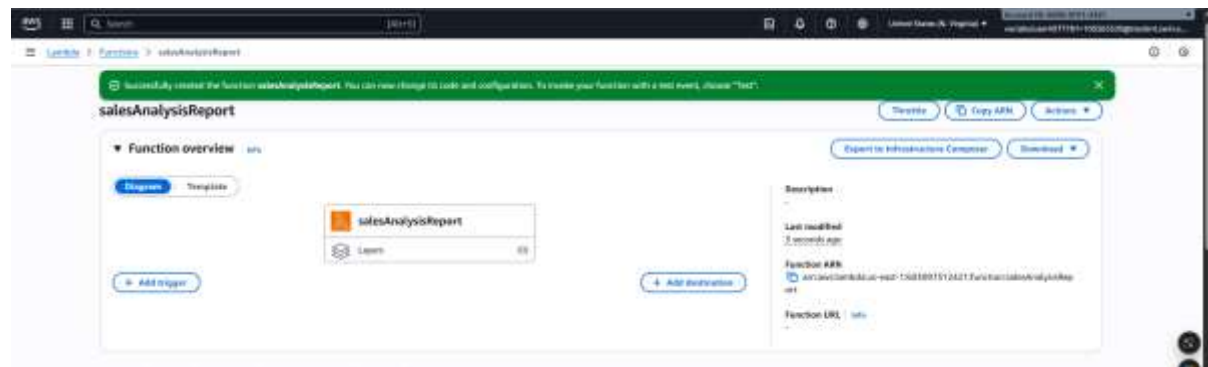 aws
Search
[Alt+S]
United States (N. Virginia)
Lambda > Functions > salesAnalysisReport
Successfully created the function salesAnalysisReport. You can now change its code and configuration. To invoke your function with a test event, choose "Test".
salesAnalysisReport
Throttle
Copy ARN
Actions
Function overview Info
Export to Infrastructure Composer
Download
Diagram
Template
salesAnalysisReport
Layers
(0)
+ Add trigger
+ Add destination
Description
-
Last modified
3 seconds ago
Function ARN
Function URL Info
-